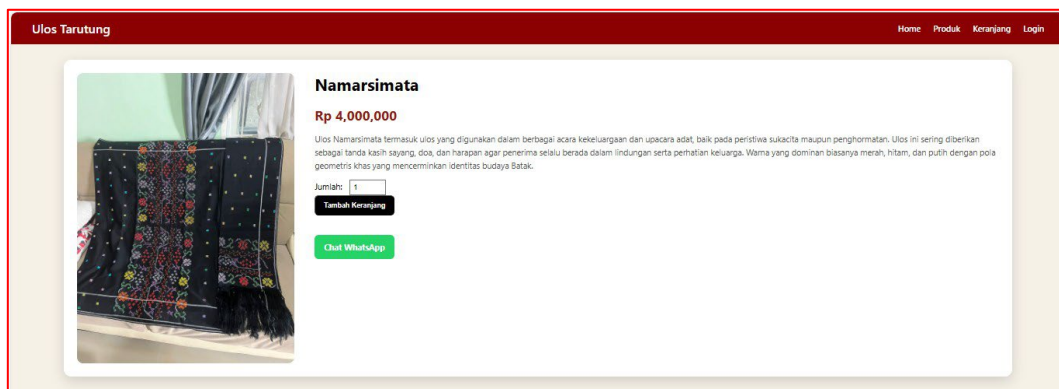 Ulos Tarutung
Home Produk Keranjang Login
Namarsimata
Rp 4,000,000
Ulos Namarsimata termasuk ulos yang digunakan dalam berbagai acara kekeluargaan dan upacara adat, baik pada peristiwa sukacita maupun penghormatan. Ulos ini sering diberikan
sebagai tanda kasih sayang, doa, dan harapan agar penerima selalu berada dalam lindungan serta perhatian keluarga. Warna yang dominan biasanya merah, hitam, dan putih dengan pola
geometris khas yang mencerminkan identitas budaya Batak.
Jumlah: 1
Tambah Keranjang
Chat WhatsApp